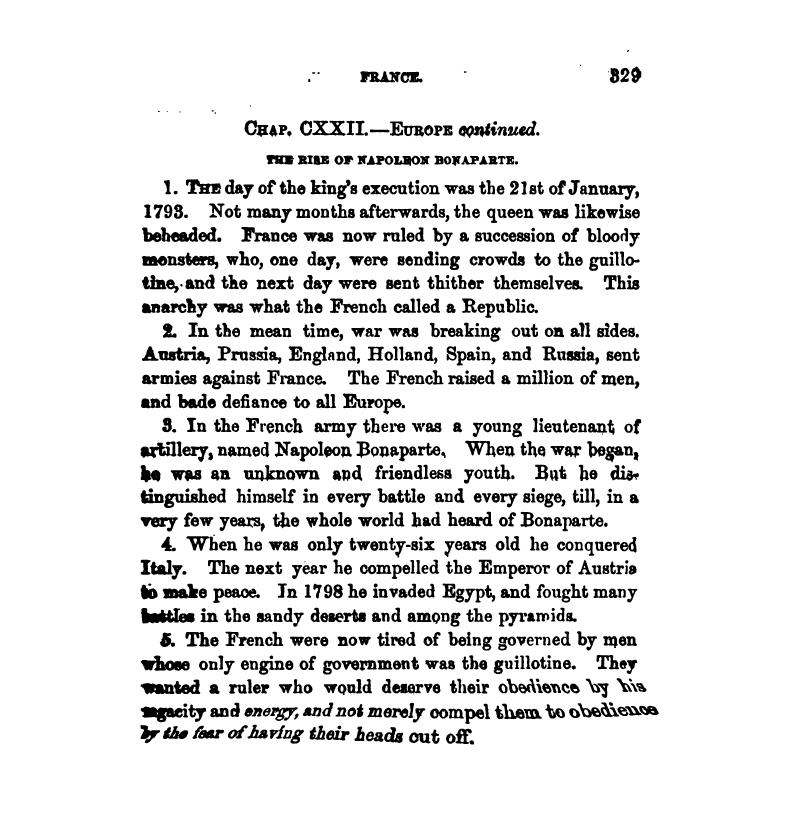 FRANCE. 329
CHAP. CXXII.—EUROPE continued.
THE RISE OF NAPOLEON BONAPARTE.
1. THE day of the king's execution was the 21st of January,
1793. Not many months afterwards, the queen was likewise
beheaded. France was now ruled by a succession of bloody
monsters, who, one day, were sending crowds to the guillo-
tine, and the next day were sent thither themselves. This
anarchy was what the French called a Republic.
2. In the mean time, war was breaking out on all sides.
Austria, Prussia, England, Holland, Spain, and Russia, sent
armies against France. The French raised a million of men,
and bade defiance to all Europe.
3. In the French army there was a young lieutenant of
artillery, named Napoleon Bonaparte. When the war began,
he was an unknown and friendless youth. But he dis-
tinguished himself in every battle and every siege, till, in a
very few years, the whole world had heard of Bonaparte.
4. When he was only twenty-six years old he conquered
Italy. The next year he compelled the Emperor of Austria
to make peace. In 1798 he invaded Egypt, and fought many
battles in the sandy deserts and among the pyramids.
5. The French were now tired of being governed by men
whose only engine of government was the guillotine. They
wanted a ruler who would deserve their obedience by his
sagacity and energy, and not merely compel them to obedience
by the fear of having their heads cut off.